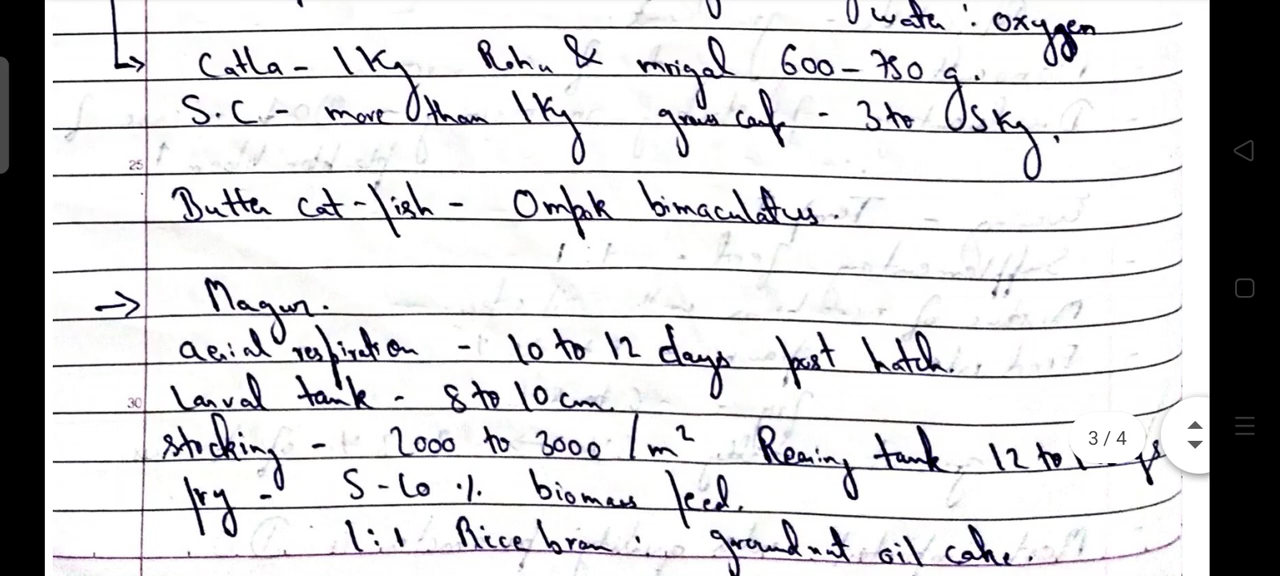 water : oxygen
Catla - 1 Kg Rohu & mrigal 600 - 750 g.
S.C - more than 1 Kg grass carp - 3 to 5 Kg.
25
Butter cat-fish - Ompok bimaculatus.
→ Magur.
aerial respiration - 10 to 12 days post hatch.
30
Larval tank - 8 to 10 cm.
stocking - 2000 to 3000 / m² Rearing tank 12 to
3 / 4
fry - 5-10 % biomass feed.
1:1 Rice bran : groundnut oil cake.